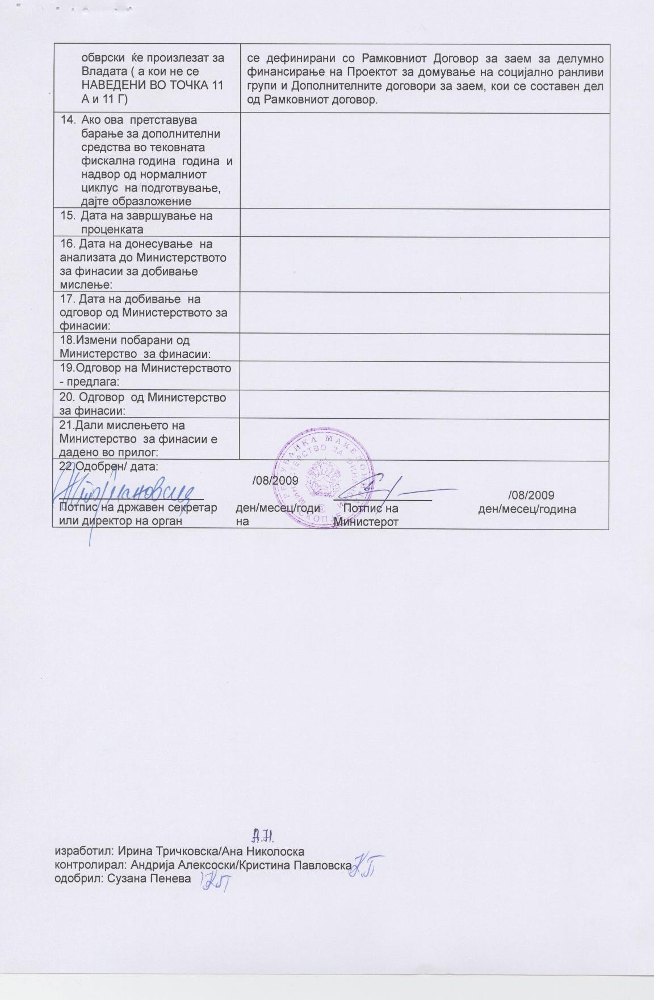 обврски ќе произлезат за
Владата ( а кои не се
НАВЕДЕНИ ВО ТОЧКА 11
А и 11 Г)
се дефинирани со Рамковниот Договор за заем за делумно
финансирање на Проектот за домување на социјално ранливи
групи и Дополнителните договори за заем, кои се составен дел
од Рамковниот договор.
14. Ако ова претставува
барање за дополнителни
средства во тековната
фискална година година и
надвор од нормалниот
циклус на подготвување,
дајте образложение
15. Дата на завршување на
проценката
16. Дата на донесување на
анализата до Министерството
за финасии за добивање
мислење:
17. Дата на добивање на
одговор од Министерството за
финасии:
18.Измени побарани од
Министерство за финасии:
19.Одговор на Министерството
- предлага:
20. Одговор од Министерство
за финасии:
21.Дали мислењето на
Министерство за финасии е
дадено во прилог:
22.Одобрен/ дата:
/08/2009
/08/2009
Потпис на државен секретар
или директор на орган
ден/месец/годи
на
Потпис на
Министерот
ден/месец/година
РЕПУБЛИКА МАКЕДОНИЈА
МИНИСТЕРСТВО ЗА ФИНАНСИИ
СКОПЈЕ
А.Н.
изработил: Ирина Тричковска/Ана Николоска
контролирал: Андрија Алексоски/Кристина Павловска К.П
одобрил: Сузана Пенева